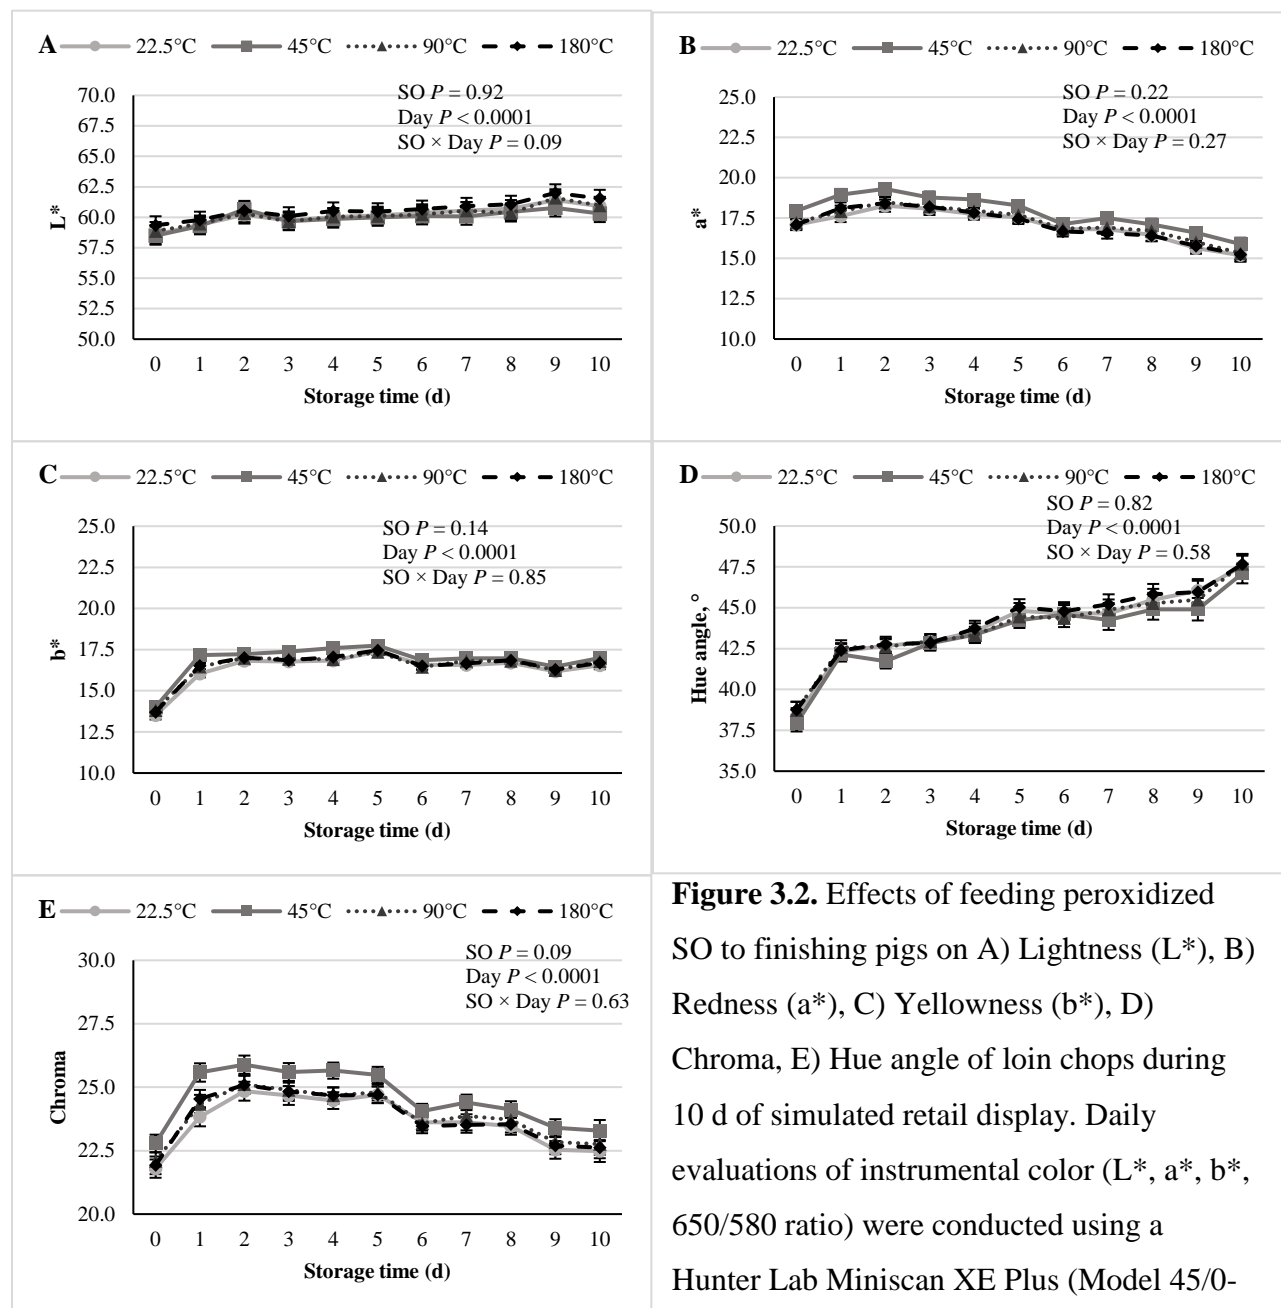 A 22.5°C 45°C 90°C 180°C
SO P = 0.92
Day P < 0.0001
SO × Day P = 0.09
70.0
67.5
65.0
62.5
60.0
57.5
55.0
52.5
50.0
L*
0 1 2 3 4 5 6 7 8 9 10
Storage time (d)
B 22.5°C 45°C 90°C 180°C
SO P = 0.22
Day P < 0.0001
SO × Day P = 0.27
25.0
22.5
20.0
17.5
15.0
12.5
10.0
a*
0 1 2 3 4 5 6 7 8 9 10
Storage time (d)
C 22.5°C 45°C 90°C 180°C
SO P = 0.14
Day P < 0.0001
SO × Day P = 0.85
25.0
22.5
20.0
17.5
15.0
12.5
10.0
b*
0 1 2 3 4 5 6 7 8 9 10
Storage time (d)
D 22.5°C 45°C 90°C 180°C
SO P = 0.82
Day P < 0.0001
SO × Day P = 0.58
50.0
47.5
45.0
42.5
40.0
37.5
35.0
Hue angle, °
0 1 2 3 4 5 6 7 8 9 10
Storage time (d)
E 22.5°C 45°C 90°C 180°C
SO P = 0.09
Day P < 0.0001
SO × Day P = 0.63
30.0
27.5
25.0
22.5
20.0
Chroma
0 1 2 3 4 5 6 7 8 9 10
Storage time (d)
Figure 3.2. Effects of feeding peroxidized
SO to finishing pigs on A) Lightness (L*), B)
Redness (a*), C) Yellowness (b*), D)
Chroma, E) Hue angle of loin chops during
10 d of simulated retail display. Daily
evaluations of instrumental color (L*, a*, b*,
650/580 ratio) were conducted using a
Hunter Lab Miniscan XE Plus (Model 45/0-